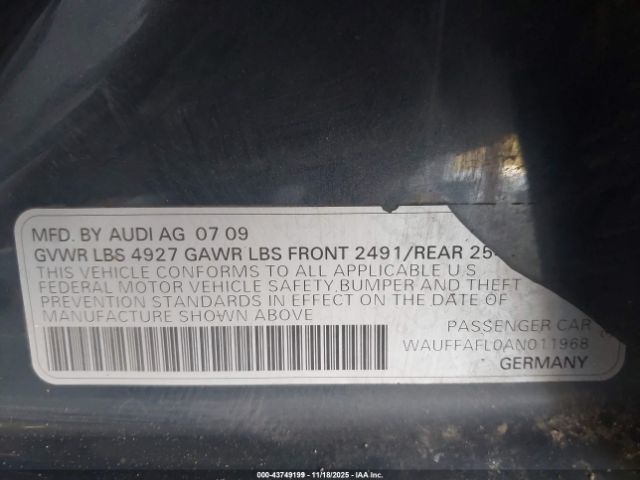 MFD. BY AUDI AG 07 09
GVWR LBS 4927 GAWR LBS FRONT 2491/REAR
THIS VEHICLE CONFORMS TO ALL APPLICABLE U.S
FEDERAL MOTOR VEHICLE SAFETY, BUMPER AND THEFT
PREVENTION STANDARDS IN EFFECT ON THE DATE OF
MANUFACTURE SHOWN ABOVE
PASSENGER CAR
WAUFFAFL0AN011968
GERMANY
00-43749199 - 11/18/2025 - IAA Inc.